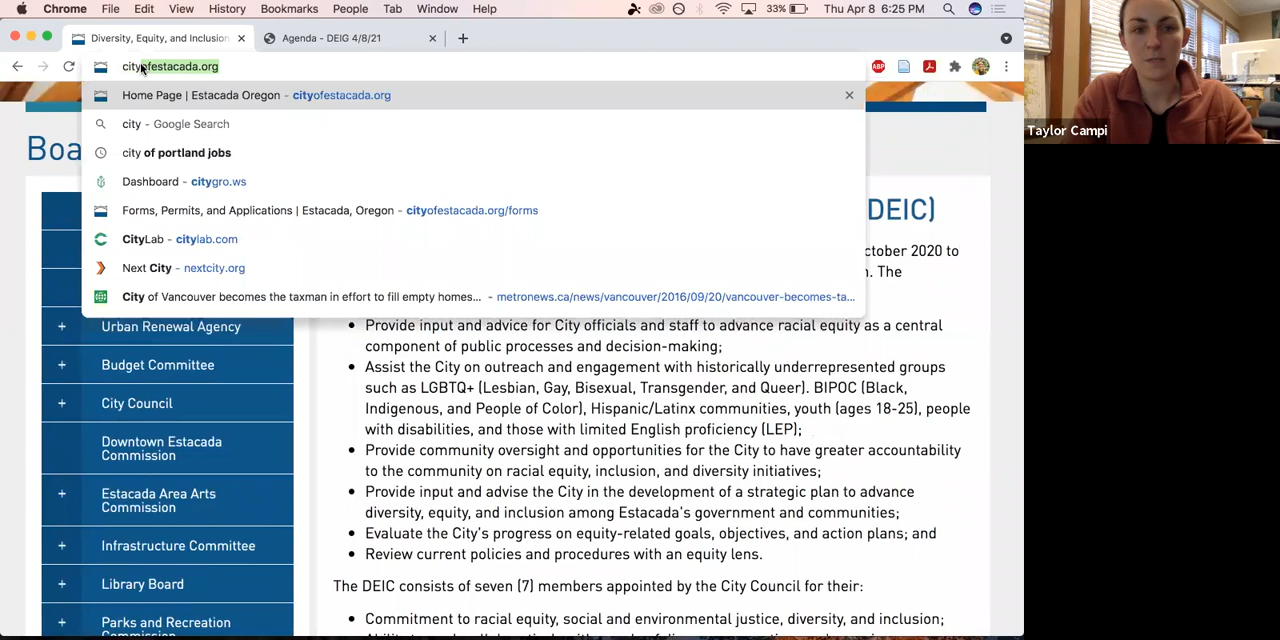 Chrome File Edit View History Bookmarks People Tab Window Help 33% Thu Apr 8 6:25 PM
Diversity, Equity, and Inclusion Agenda - DEIG 4/8/21
cityofestacada.org
ABP
Home Page | Estacada Oregon - cityofestacada.org
city - Google Search
city of portland jobs
Dashboard - citygro.ws
Forms, Permits, and Applications | Estacada, Oregon - cityofestacada.org/forms
CityLab - citylab.com
Next City - nextcity.org
City of Vancouver becomes the taxman in effort to fill empty homes... - metronews.ca/news/vancouver/2016/09/20/vancouver-becomes-ta...
Taylor Campi
Boa
DEIC)
ctober 2020 to
n. The
Urban Renewal Agency
Budget Committee
City Council
Downtown Estacada
Commission
Estacada Area Arts
Commission
Infrastructure Committee
Library Board
Parks and Recreation
Commission
• Provide input and advice for City officials and staff to advance racial equity as a central
component of public processes and decision-making;
• Assist the City on outreach and engagement with historically underrepresented groups
such as LGBTQ+ (Lesbian, Gay, Bisexual, Transgender, and Queer). BIPOC (Black,
Indigenous, and People of Color), Hispanic/Latinx communities, youth (ages 18-25), people
with disabilities, and those with limited English proficiency (LEP);
• Provide community oversight and opportunities for the City to have greater accountability
to the community on racial equity, inclusion, and diversity initiatives;
• Provide input and advise the City in the development of a strategic plan to advance
diversity, equity, and inclusion among Estacada's government and communities;
• Evaluate the City's progress on equity-related goals, objectives, and action plans; and
• Review current policies and procedures with an equity lens.
The DEIC consists of seven (7) members appointed by the City Council for their:
• Commitment to racial equity, social and environmental justice, diversity, and inclusion;